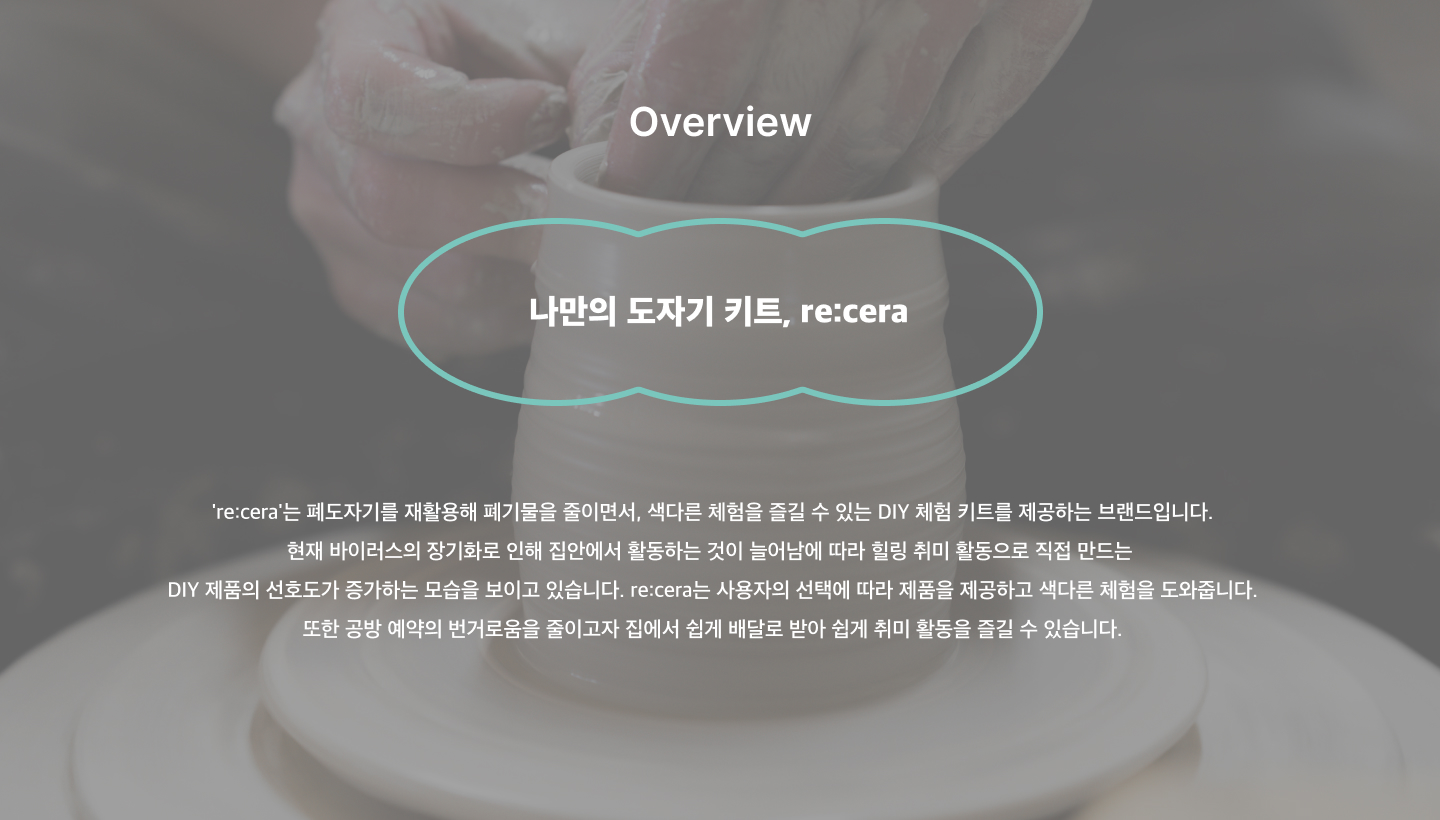 Overview
나만의 도자기 키트, re:cera
're:cera'는 폐도자기를 재활용해 폐기물을 줄이면서, 색다른 체험을 즐길 수 있는 DIY 체험 키트를 제공하는 브랜드입니다.
현재 바이러스의 장기화로 인해 집안에서 활동하는 것이 늘어남에 따라 힐링 취미 활동으로 직접 만드는
DIY 제품의 선호도가 증가하는 모습을 보이고 있습니다. re:cera는 사용자의 선택에 따라 제품을 제공하고 색다른 체험을 도와줍니다.
또한 공방 예약의 번거로움을 줄이고자 집에서 쉽게 배달로 받아 쉽게 취미 활동을 즐길 수 있습니다.